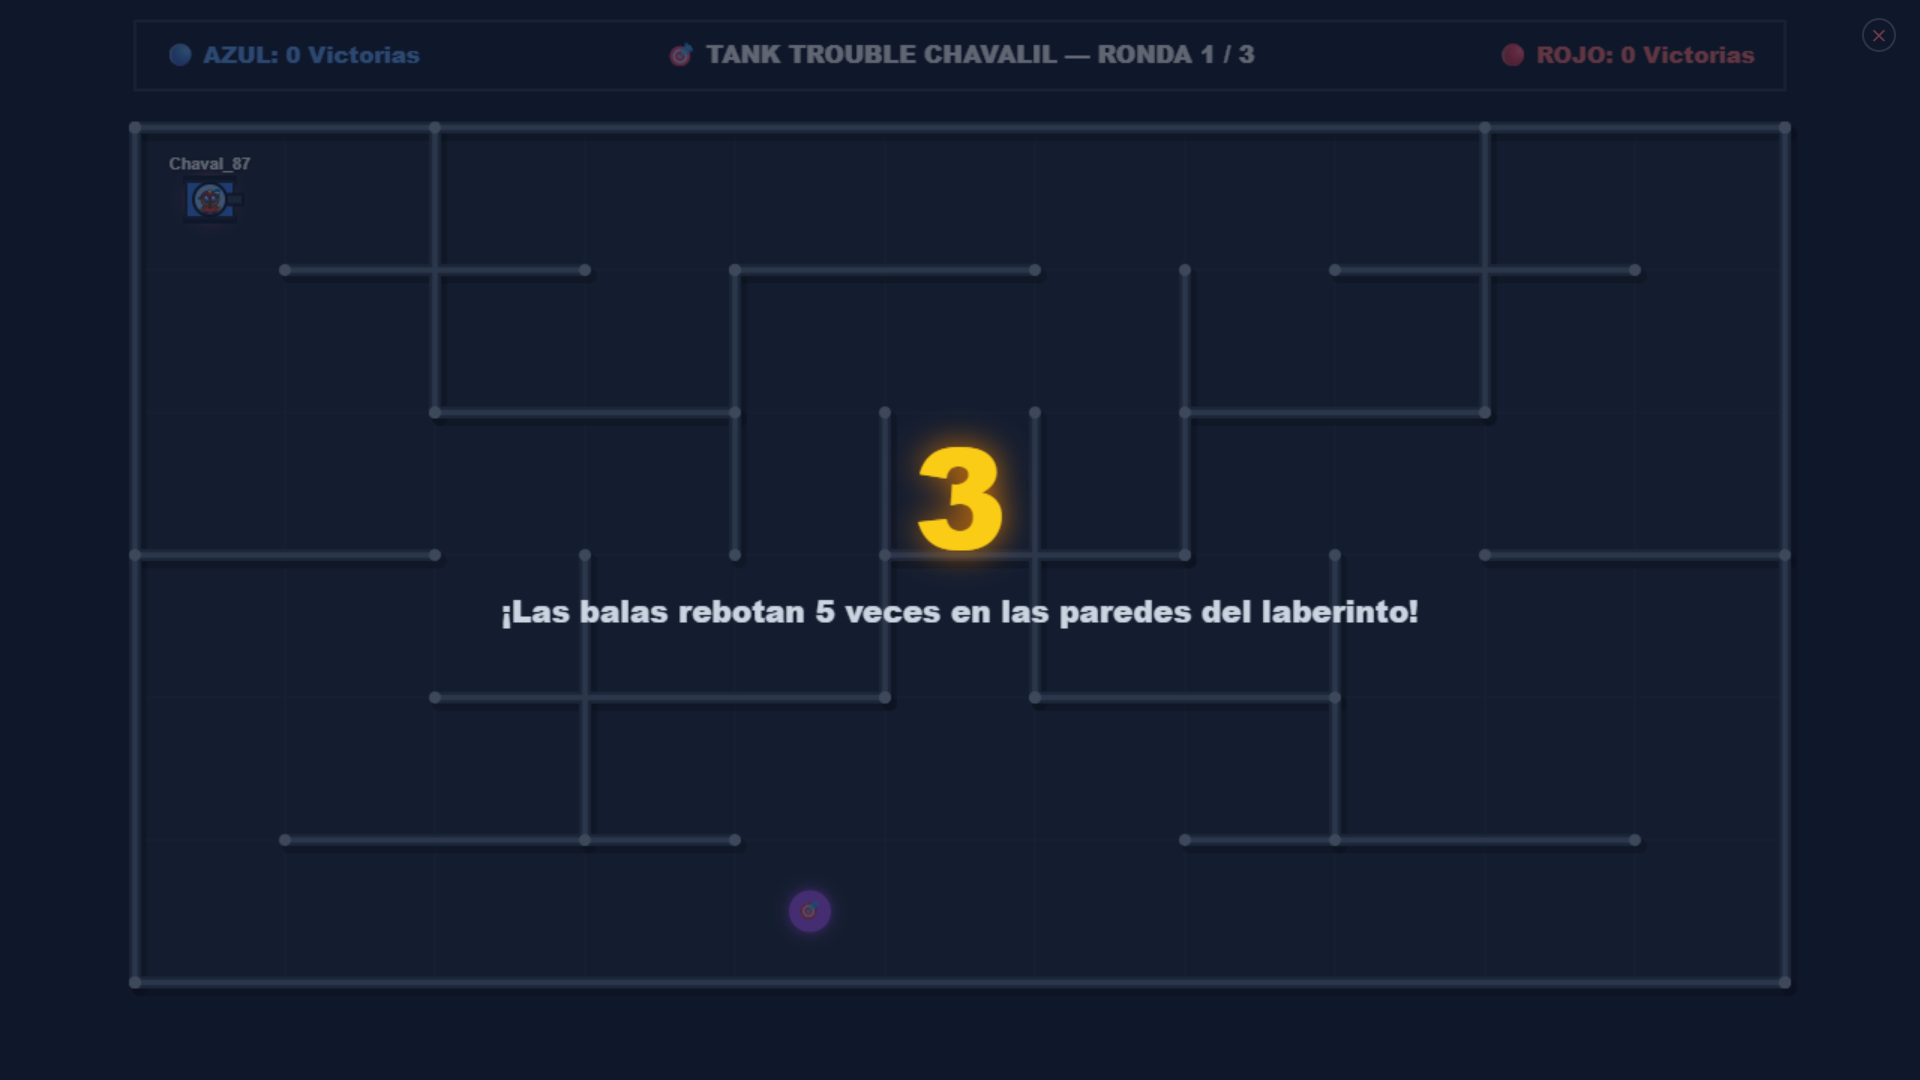 AZUL: 0 Victorias
TANK TROUBLE CHAVALIL — RONDA 1 / 3
ROJO: 0 Victorias
Chaval_87
3
¡Las balas rebotan 5 veces en las paredes del laberinto!